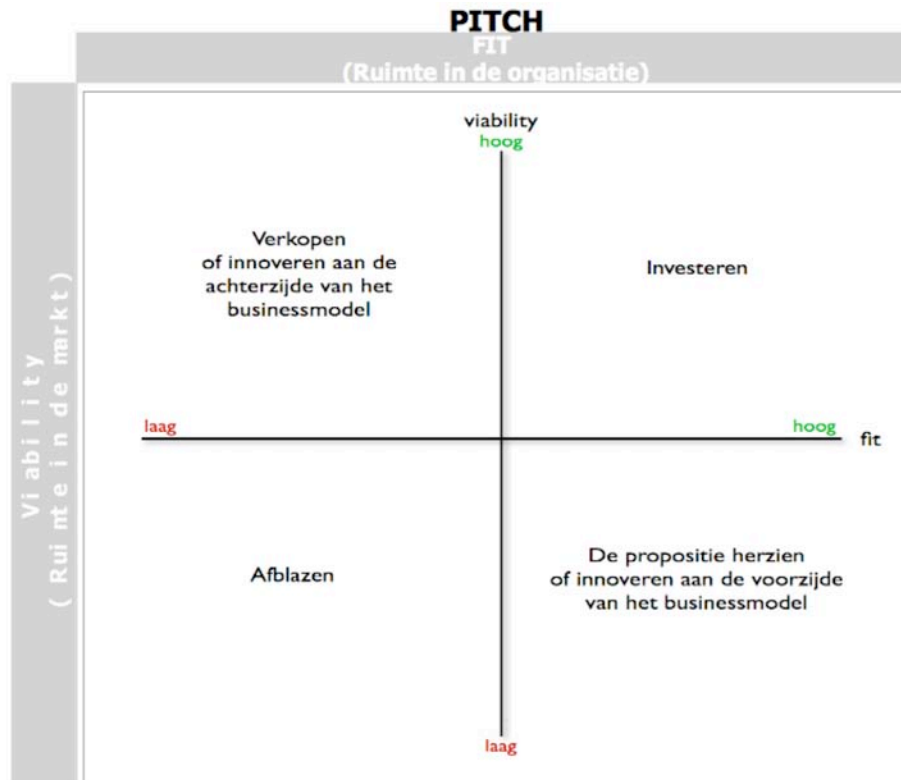 PITCH
FIT
(Ruimte in de organisatie)
Viability
(Ruimte in de markt)
viability
hoog
Verkopen
of innoveren aan de
achterzijde van het
businessmodel
Investeren
laag
hoog
fit
Afblazen
De propositie herzien
of innoveren aan de voorzijde
van het businessmodel
laag